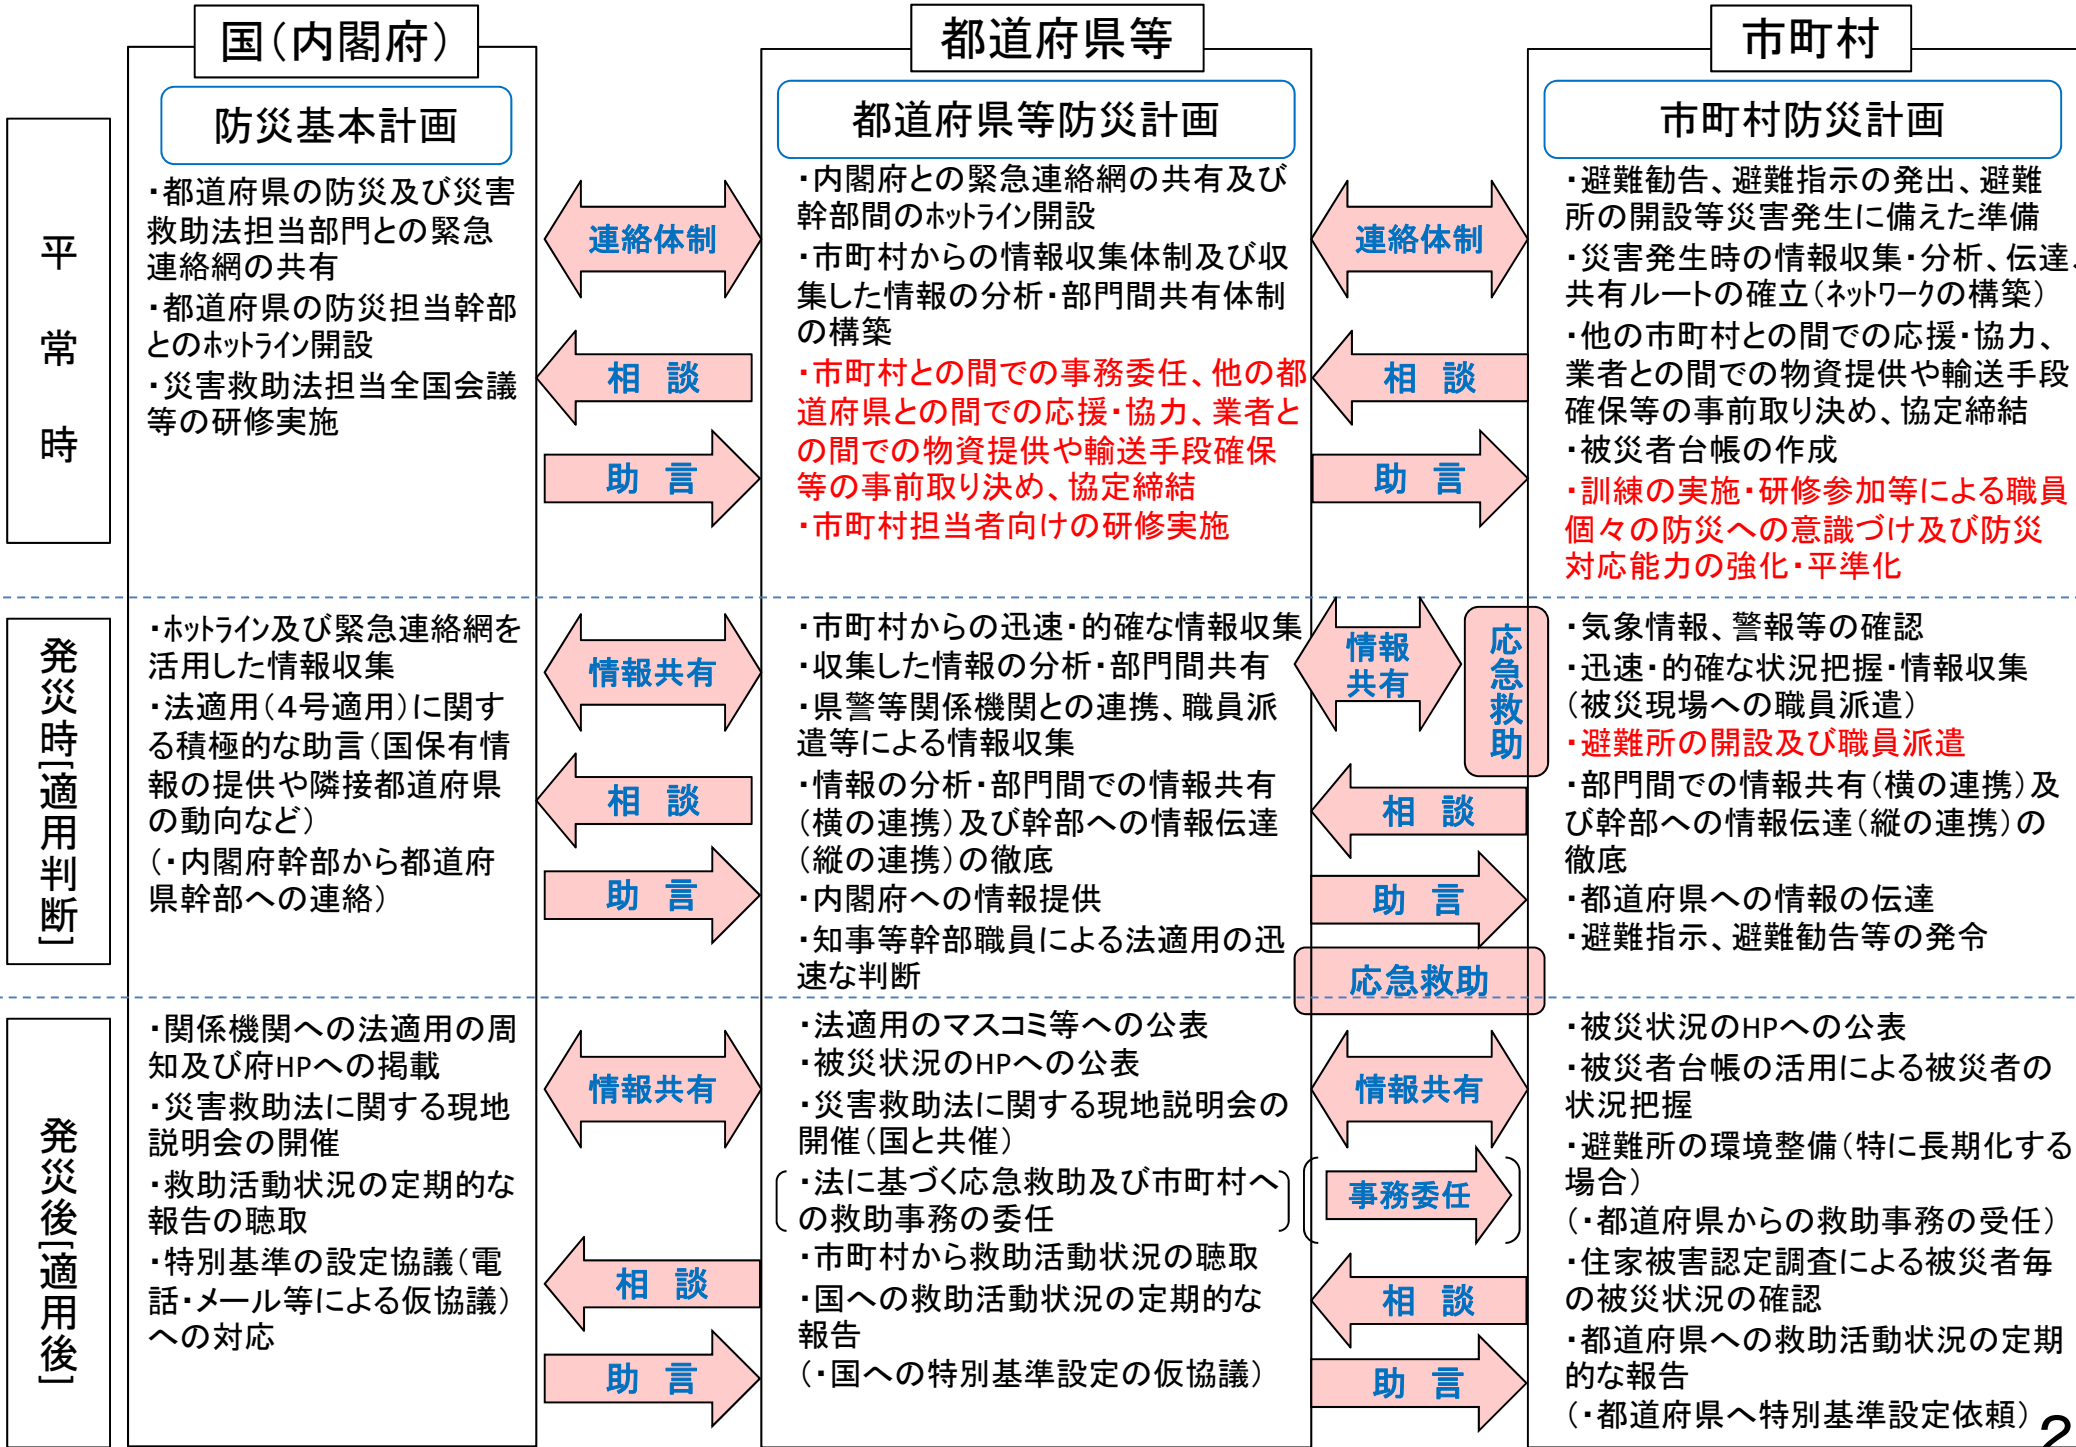 国(内閣府)
都道府県等
市町村
防災基本計画
都道府県等防災計画
市町村防災計画
平常時
・都道府県の防災及び災害
救助法担当部門との緊急
連絡網の共有
・都道府県の防災担当幹部
とのホットライン開設
・災害救助法担当全国会議
等の研修実施
連絡体制
相 談
助 言
・内閣府との緊急連絡網の共有及び
幹部間のホットライン開設
・市町村からの情報収集体制及び収
集した情報の分析・部門間共有体制
の構築
・市町村との間での事務委任、他の都
道府県との間での応援・協力、業者と
の間での物資提供や輸送手段確保
等の事前取り決め、協定締結
・市町村担当者向けの研修実施
連絡体制
相 談
助 言
・避難勧告、避難指示の発出、避難
所の開設等災害発生に備えた準備
・災害発生時の情報収集・分析、伝達、
共有ルートの確立(ネットワークの構築)
・他の市町村との間での応援・協力、
業者との間での物資提供や輸送手段
確保等の事前取り決め、協定締結
・被災者台帳の作成
・訓練の実施・研修参加等による職員
個々の防災への意識づけ及び防災
対応能力の強化・平準化
発災時[適用判断]
・ホットライン及び緊急連絡網を
活用した情報収集
・法適用(4号適用)に関す
る積極的な助言(国保有情
報の提供や隣接都道府県
の動向など)
(・内閣府幹部から都道府
県幹部への連絡)
情報共有
相 談
助 言
・市町村からの迅速・的確な情報収集
・収集した情報の分析・部門間共有
・県警等関係機関との連携、職員派
遣等による情報収集
・情報の分析・部門間での情報共有
(横の連携)及び幹部への情報伝達
(縦の連携)の徹底
・内閣府への情報提供
・知事等幹部職員による法適用の迅
速な判断
情報
共有
応急救助
相 談
助 言
応急救助
・気象情報、警報等の確認
・迅速・的確な状況把握・情報収集
(被災現場への職員派遣)
・避難所の開設及び職員派遣
・部門間での情報共有(横の連携)及
び幹部への情報伝達(縦の連携)の
徹底
・都道府県への情報の伝達
・避難指示、避難勧告等の発令
発災後[適用後]
・関係機関への法適用の周
知及び府HPへの掲載
・災害救助法に関する現地
説明会の開催
・救助活動状況の定期的な
報告の聴取
・特別基準の設定協議(電
話・メール等による仮協議)
への対応
情報共有
相 談
助 言
・法適用のマスコミ等への公表
・被災状況のHPへの公表
・災害救助法に関する現地説明会の
開催(国と共催)
・法に基づく応急救助及び市町村へ
の救助事務の委任
・市町村から救助活動状況の聴取
・国への救助活動状況の定期的な
報告
(・国への特別基準設定の仮協議)
情報共有
事務委任
相 談
助 言
・被災状況のHPへの公表
・被災者台帳の活用による被災者の
状況把握
・避難所の環境整備(特に長期化する
場合)
(・都道府県からの救助事務の受任)
・住家被害認定調査による被災者毎
の被災状況の確認
・都道府県への救助活動状況の定期
的な報告
(・都道府県へ特別基準設定依頼)
2